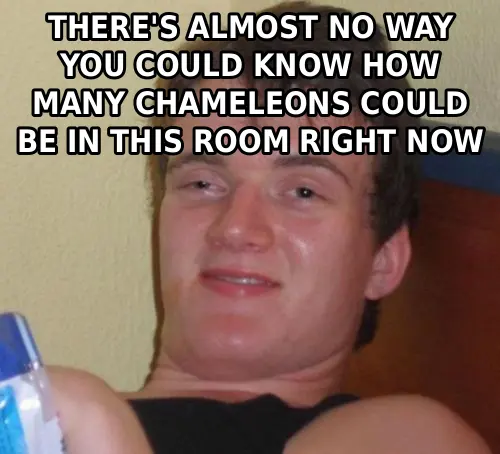 THERE'S ALMOST NO WAY
YOU COULD KNOW HOW
MANY CHAMELEONS COULD
BE IN THIS ROOM RIGHT NOW